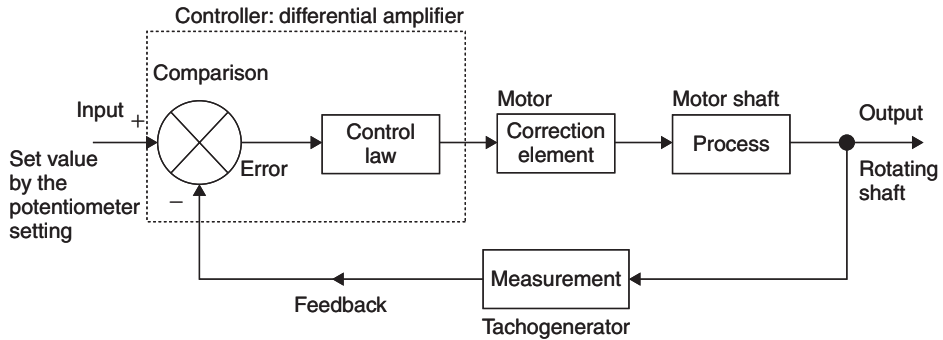 Controller: differential amplifier
Comparison
Input
+
Set value
by the
potentiometer
setting
−
Error
Control
law
Motor
Correction
element
Motor shaft
Process
Output
Rotating
shaft
Measurement
Feedback
Tachogenerator